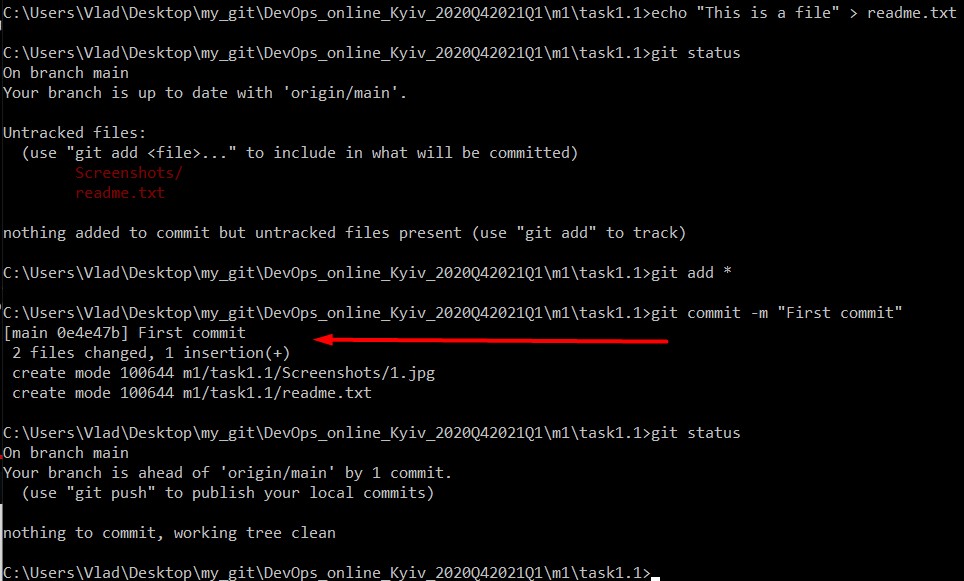 C:\Users\Vlad\Desktop\my_git\DevOps_online_Kyiv_2020Q42021Q1\m1\task1.1>echo "This is a file" > readme.txt
C:\Users\Vlad\Desktop\my_git\DevOps_online_Kyiv_2020Q42021Q1\m1\task1.1>git status
On branch main
Your branch is up to date with 'origin/main'.
Untracked files:
  (use "git add <file>..." to include in what will be committed)
        Screenshots/
        readme.txt
nothing added to commit but untracked files present (use "git add" to track)
C:\Users\Vlad\Desktop\my_git\DevOps_online_Kyiv_2020Q42021Q1\m1\task1.1>git add *
C:\Users\Vlad\Desktop\my_git\DevOps_online_Kyiv_2020Q42021Q1\m1\task1.1>git commit -m "First commit"
[main 0e4e47b] First commit
 2 files changed, 1 insertion(+)
 create mode 100644 m1/task1.1/Screenshots/1.jpg
 create mode 100644 m1/task1.1/readme.txt
C:\Users\Vlad\Desktop\my_git\DevOps_online_Kyiv_2020Q42021Q1\m1\task1.1>git status
On branch main
Your branch is ahead of 'origin/main' by 1 commit.
  (use "git push" to publish your local commits)
nothing to commit, working tree clean
C:\Users\Vlad\Desktop\my_git\DevOps_online_Kyiv_2020Q42021Q1\m1\task1.1>